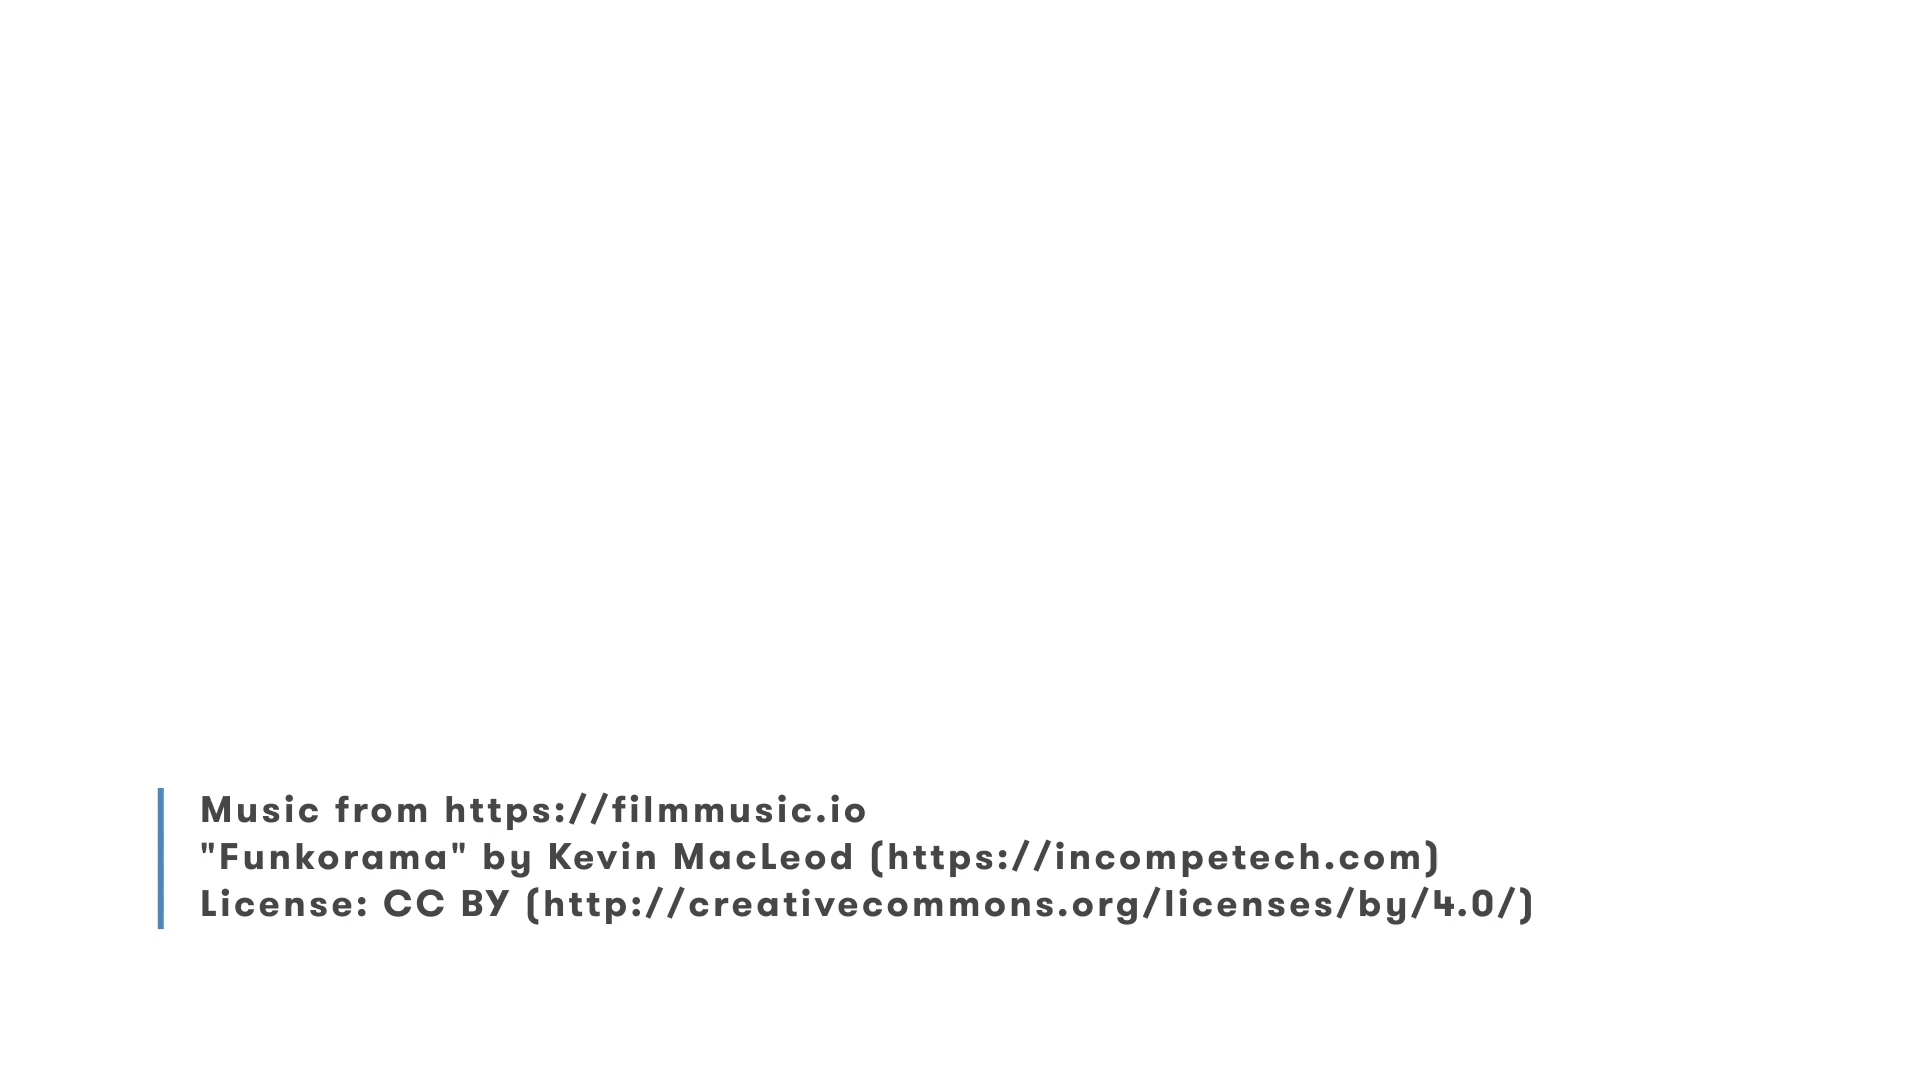 Music from https://filmmusic.io
"Funkorama" by Kevin MacLeod (https://incompetech.com)
License: CC BY (http://creativecommons.org/licenses/by/4.0/)